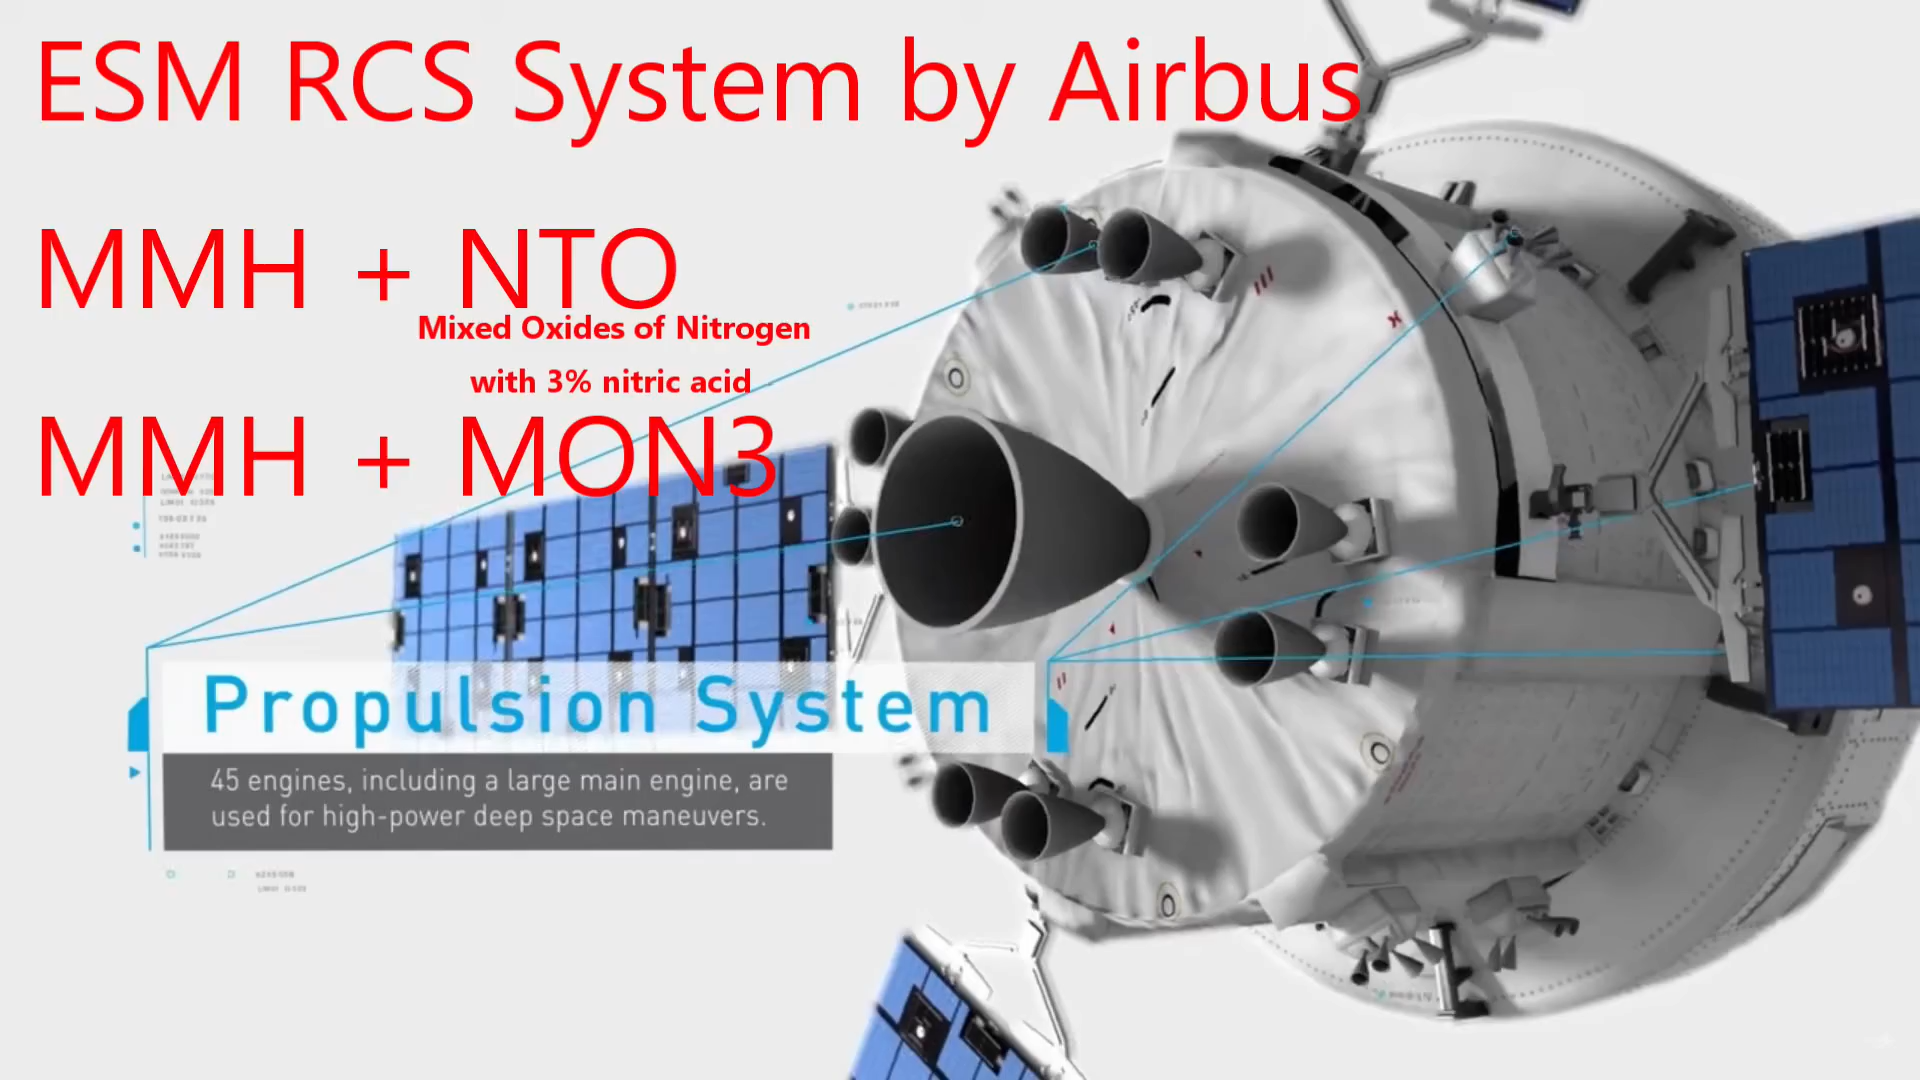 ESM RCS System by Airbus
MMH + NTO
Mixed Oxides of Nitrogen
with 3% nitric acid
MMH + MON3
Propulsion System
45 engines, including a large main engine, are
used for high-power deep space maneuvers.